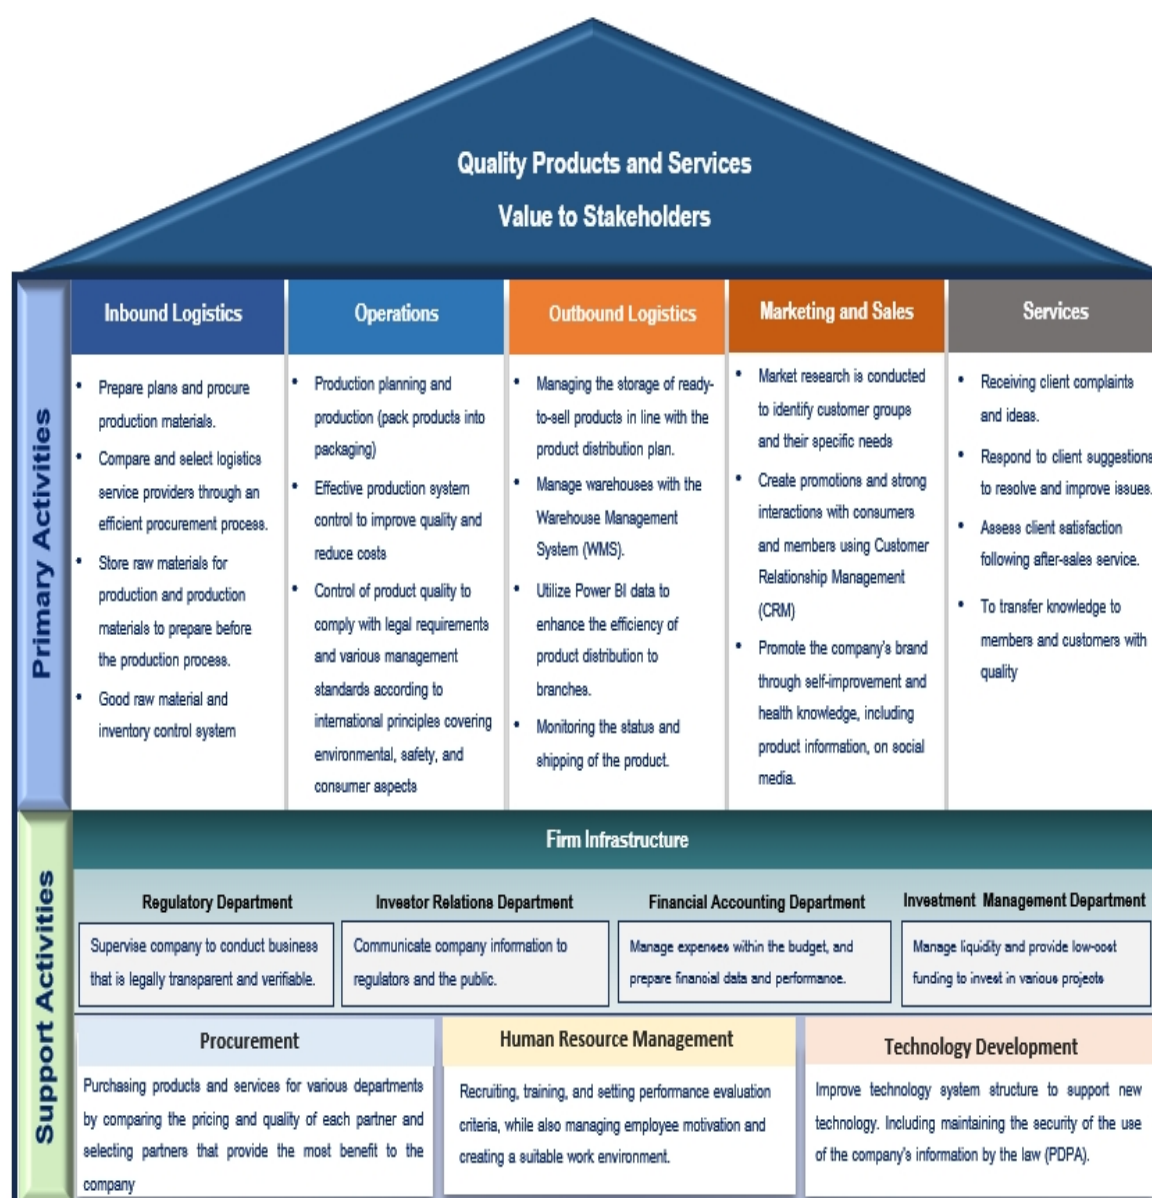 Quality Products and Services
Value to Stakeholders
Primary Activities
Inbound Logistics
• Prepare plans and procure
production materials.
• Compare and select logistics
service providers through an
efficient procurement process.
• Store raw materials for
production and production
materials to prepare before
the production process.
• Good raw material and
inventory control system
Operations
• Production planning and
production (pack products into
packaging)
• Effective production system
control to improve quality and
reduce costs
• Control of product quality to
comply with legal requirements
and various management
standards according to
international principles covering
environmental, safety, and
consumer aspects
Outbound Logistics
• Managing the storage of ready-
to-sell products in line with the
product distribution plan.
• Manage warehouses with the
Warehouse Management
System (WMS).
• Utilize Power BI data to
enhance the efficiency of
product distribution to
branches.
• Monitoring the status and
shipping of the product.
Marketing and Sales
• Market research is conducted
to identify customer groups
and their specific needs
• Create promotions and strong
interactions with consumers
and members using Customer
Relationship Management
(CRM)
• Promote the company's brand
through self-improvement and
health knowledge, including
product information, on social
media.
Services
• Receiving client complaints
and ideas.
• Respond to client suggestions
to resolve and improve issues.
• Assess client satisfaction
following after-sales service.
• To transfer knowledge to
members and customers with
quality
Support Activities
Firm Infrastructure
Regulatory Department
Supervise company to conduct business
that is legally transparent and verifiable.
Investor Relations Department
Communicate company information to
regulators and the public.
Financial Accounting Department
Manage expenses within the budget, and
prepare financial data and performance.
Investment Management Department
Manage liquidity and provide low-cost
funding to invest in various projects
Procurement
Purchasing products and services for various departments
by comparing the pricing and quality of each partner and
selecting partners that provide the most benefit to the
company
Human Resource Management
Recruiting, training, and setting performance evaluation
criteria, while also managing employee motivation and
creating a suitable work environment.
Technology Development
Improve technology system structure to support new
technology. Including maintaining the security of the use
of the company's information by the law (PDPA).